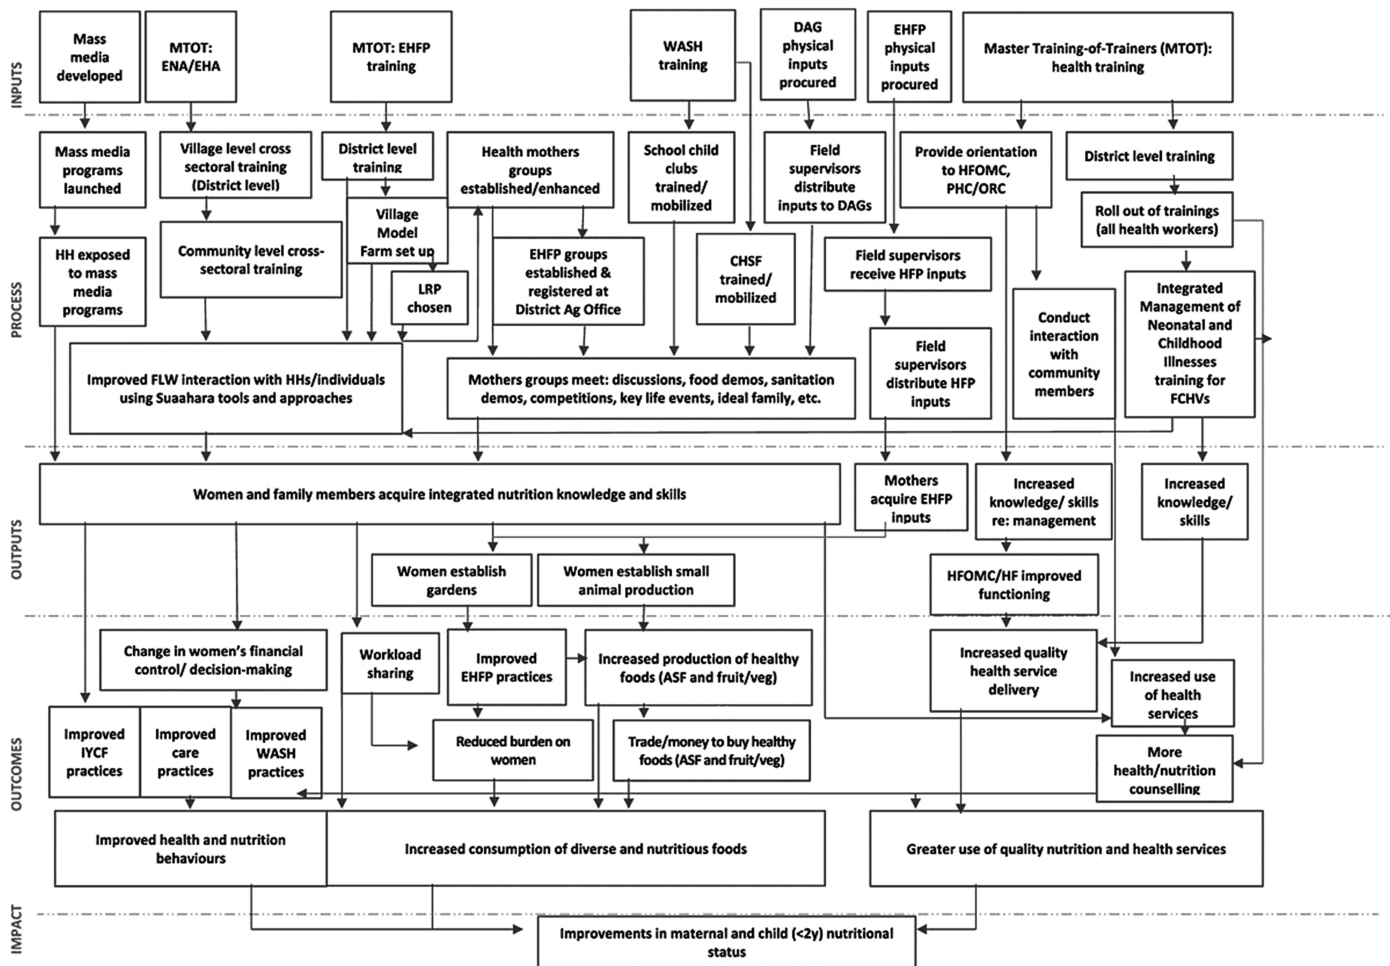 INPUTS
Mass
media
developed
MTOT:
ENA/EHA
MTOT: EHFP
training
WASH
training
DAG
physical
inputs
procured
EHFP
physical
inputs
procured
Master Training-of-Trainers (MTOT):
health training
PROCESS
Mass media
programs
launched
Village level cross
sectoral training
(District level)
District level
training
Health mothers
groups
established/enhanced
School child
clubs
trained/
mobilized
Field
supervisors
distribute
inputs to DAGs
Provide orientation
to HFOMC,
PHC/ORC
District level training
Village
Model
Farm set up
Roll out of trainings
(all health workers)
HH exposed
to mass
media
programs
Community level cross-
sectoral training
LRP
chosen
EHFP groups
established &
registered at
District Ag Office
CHSF
trained/
mobilized
Field supervisors
receive HFP inputs
Conduct
interaction
with
community
members
Integrated
Management of
Neonatal and
Childhood
Illnesses
training for
FCHVs
Improved FLW interaction with HHs/individuals
using Suaahara tools and approaches
Mothers groups meet: discussions, food demos, sanitation
demos, competitions, key life events, ideal family, etc.
Field
supervisors
distribute HFP
inputs
OUTPUTS
Women and family members acquire integrated nutrition knowledge and skills
Mothers
acquire EHFP
inputs
Increased
knowledge/ skills
re: management
Increased
knowledge/
skills
Women establish
gardens
Women establish small
animal production
HFOMC/HF improved
functioning
OUTCOMES
Change in women's financial
control/ decision-making
Workload
sharing
Improved
EHFP practices
Increased production of healthy
foods (ASF and fruit/veg)
Increased quality
health service
delivery
Increased use
of health
services
Improved
IYCF
practices
Improved
care
practices
Improved
WASH
practices
Reduced burden on
women
Trade/money to buy healthy
foods (ASF and fruit/veg)
More
health/nutrition
counselling
Improved health and nutrition
behaviours
Increased consumption of diverse and nutritious foods
Greater use of quality nutrition and health services
IMPACT
Improvements in maternal and child (<2y) nutritional
status